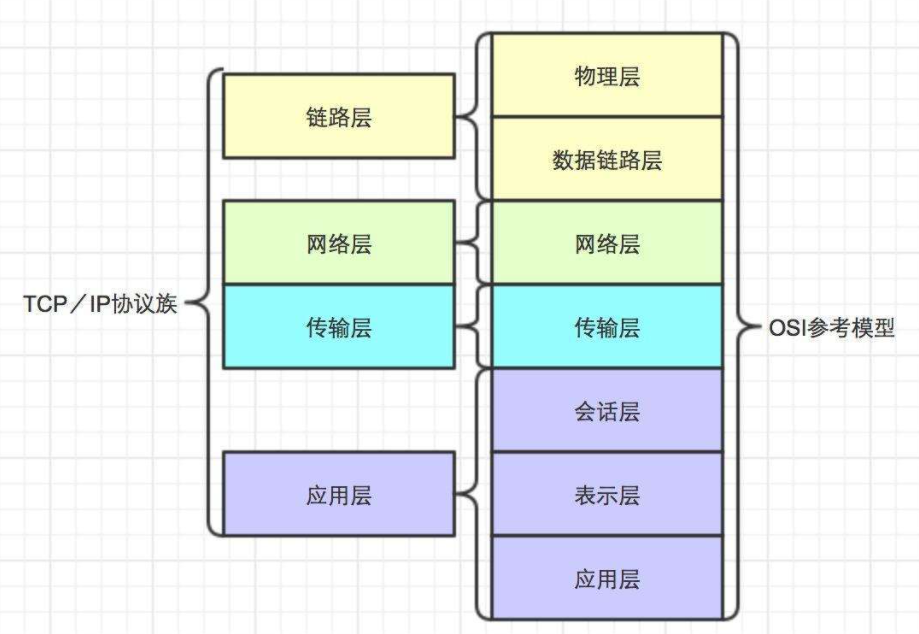 TCP／IP协议族
链路层
网络层
传输层
应用层
物理层
数据链路层
网络层
传输层
会话层
表示层
应用层
OSI参考模型